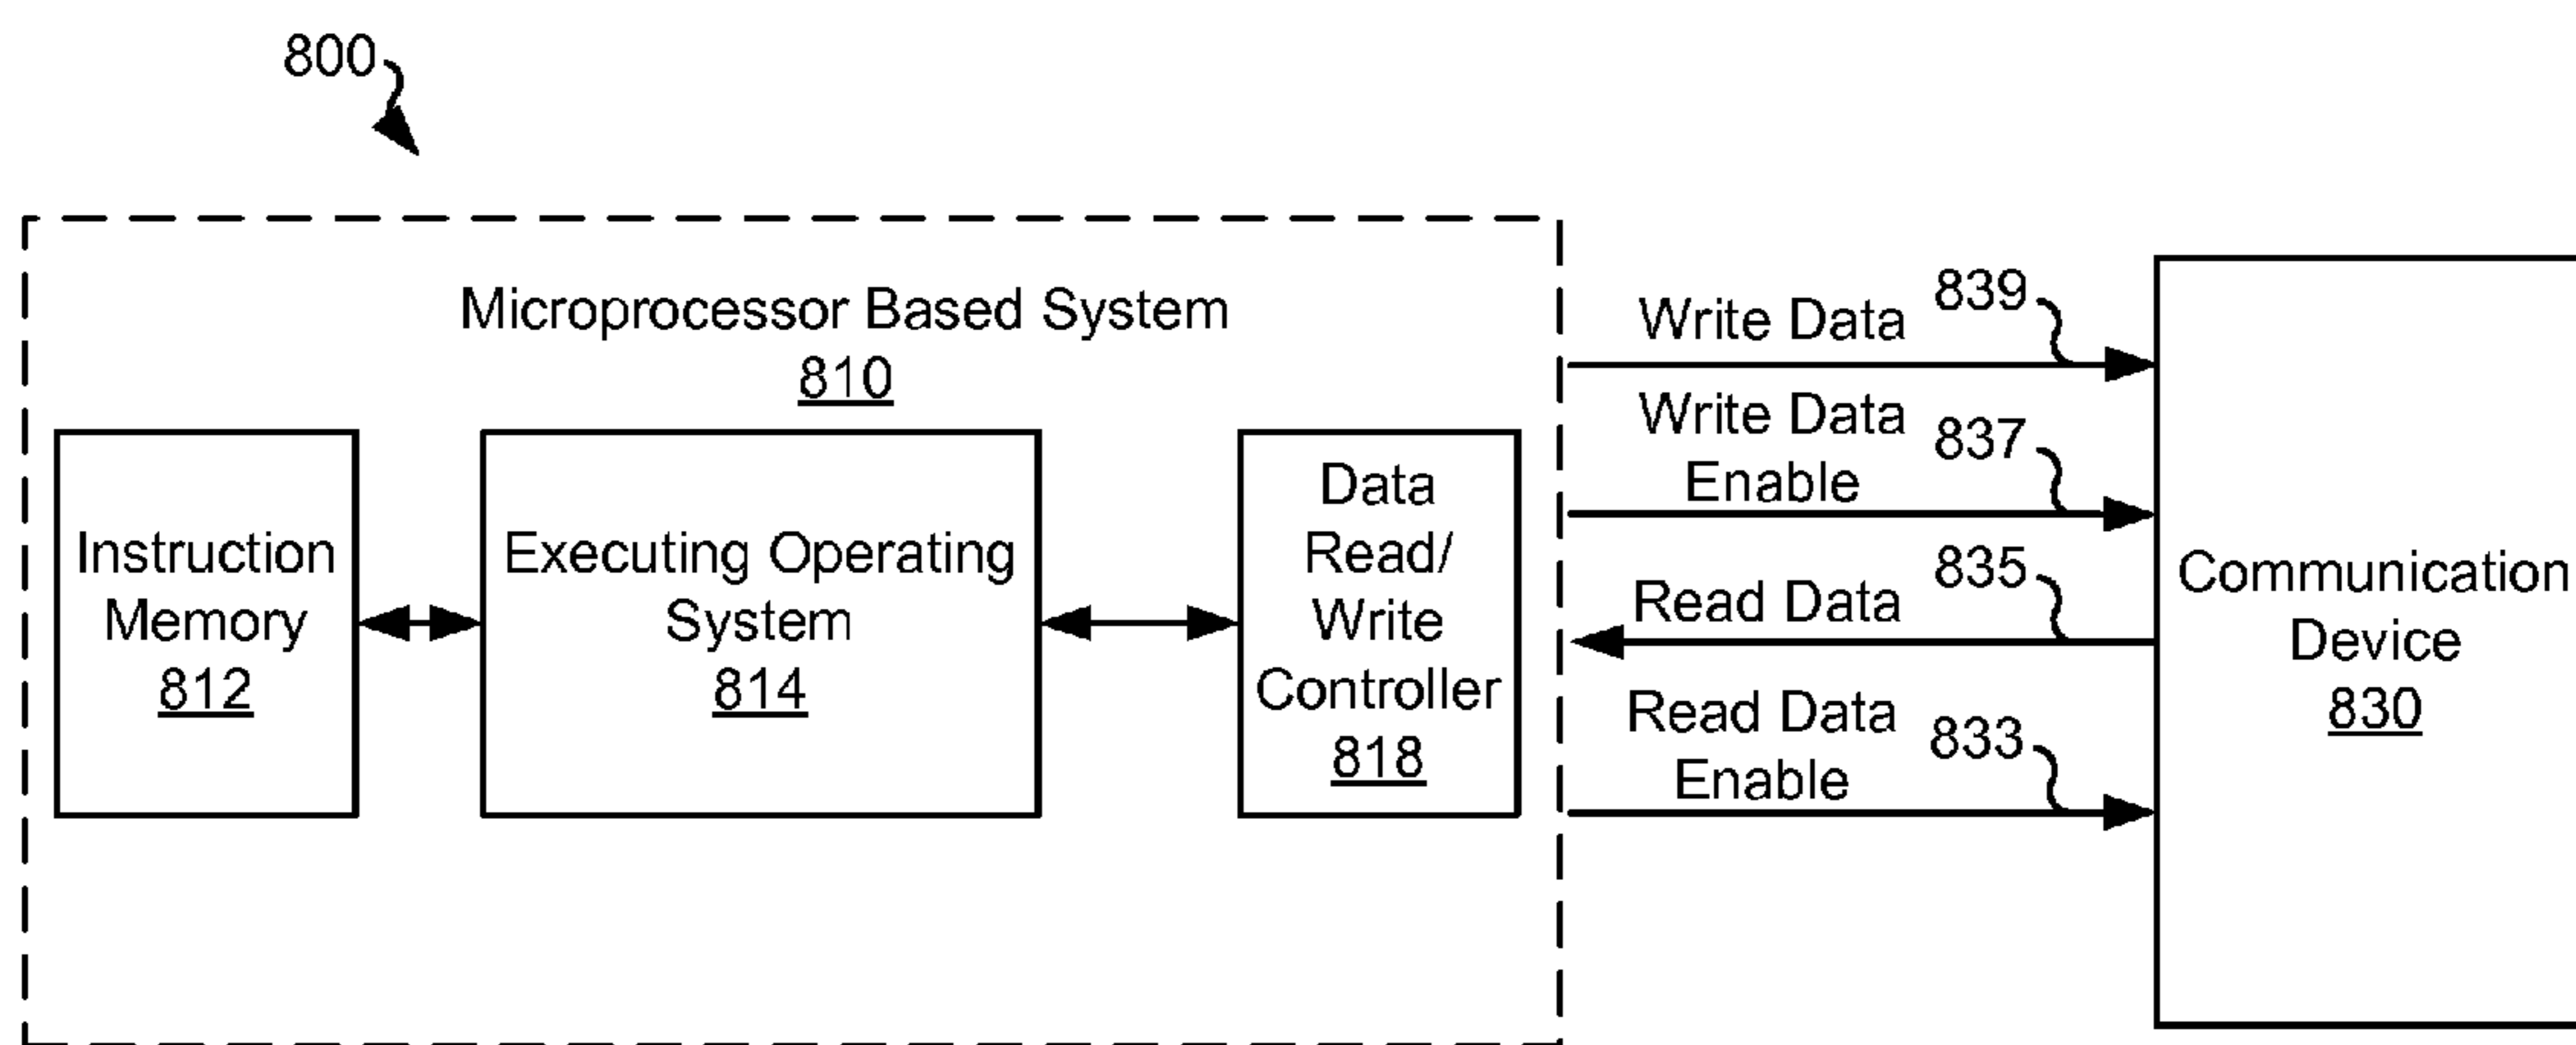 800
Microprocessor Based System
810
Instruction
Memory
812
Executing Operating
System
814
Data
Read/
Write
Controller
818
Write Data
839
Write Data
Enable
837
Read Data
835
Read Data
Enable
833
Communication
Device
830